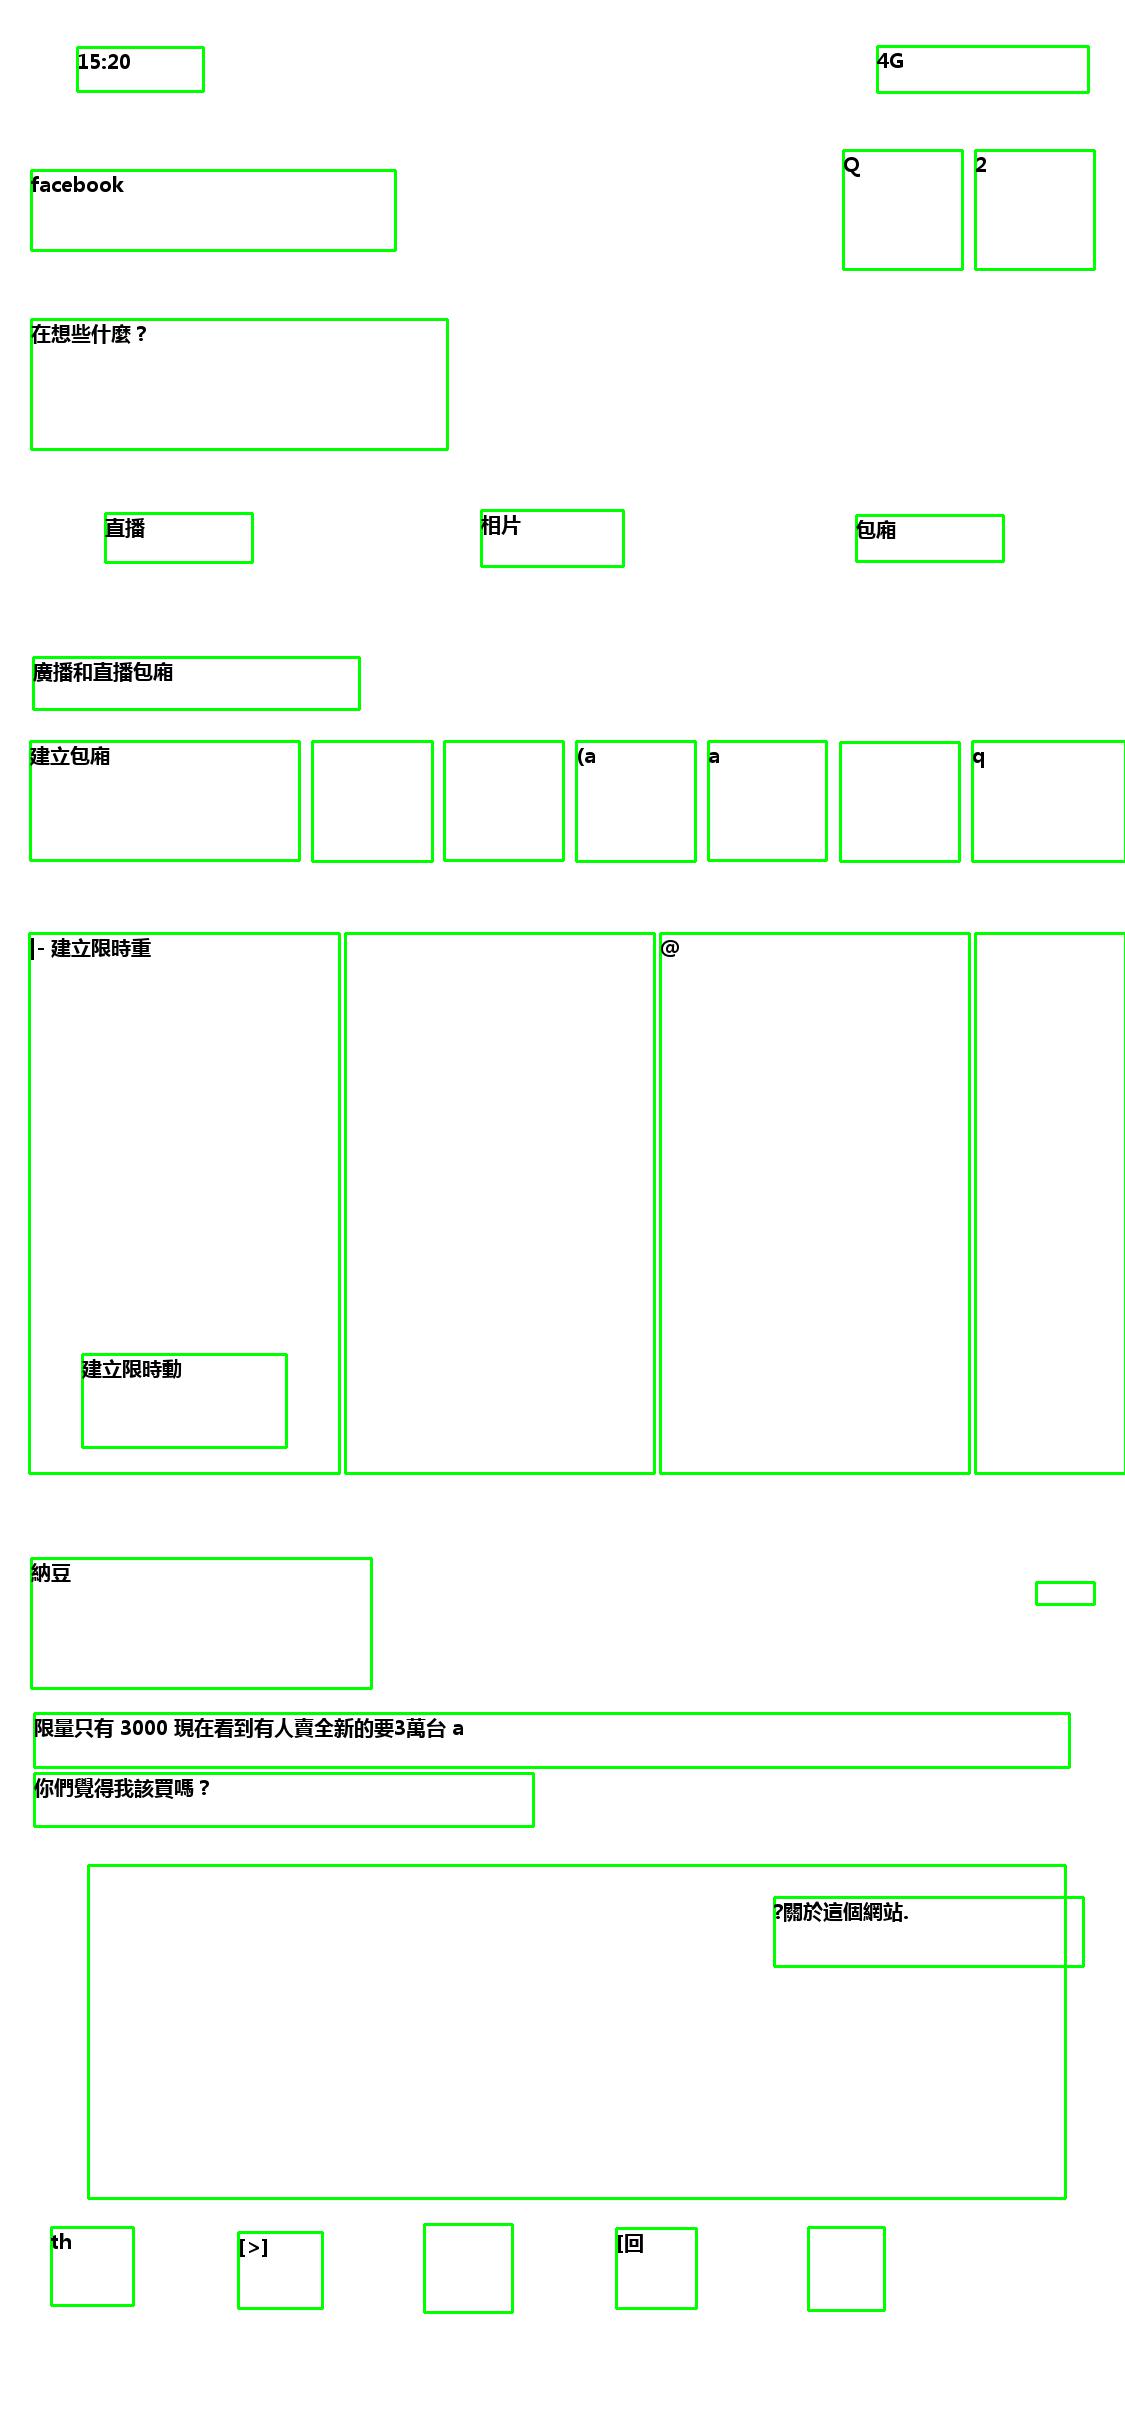 15:20
4G
facebook
Q
2
在想些什麼？
直播
相片
包廂
廣播和直播包廂
建立包廂
(a
a
q
|- 建立限時重
@
建立限時動
納豆
限量只有 3000 現在看到有人賣全新的要3萬台 a
你們覺得我該買嗎？
?關於這個網站.
th
[>]
[回